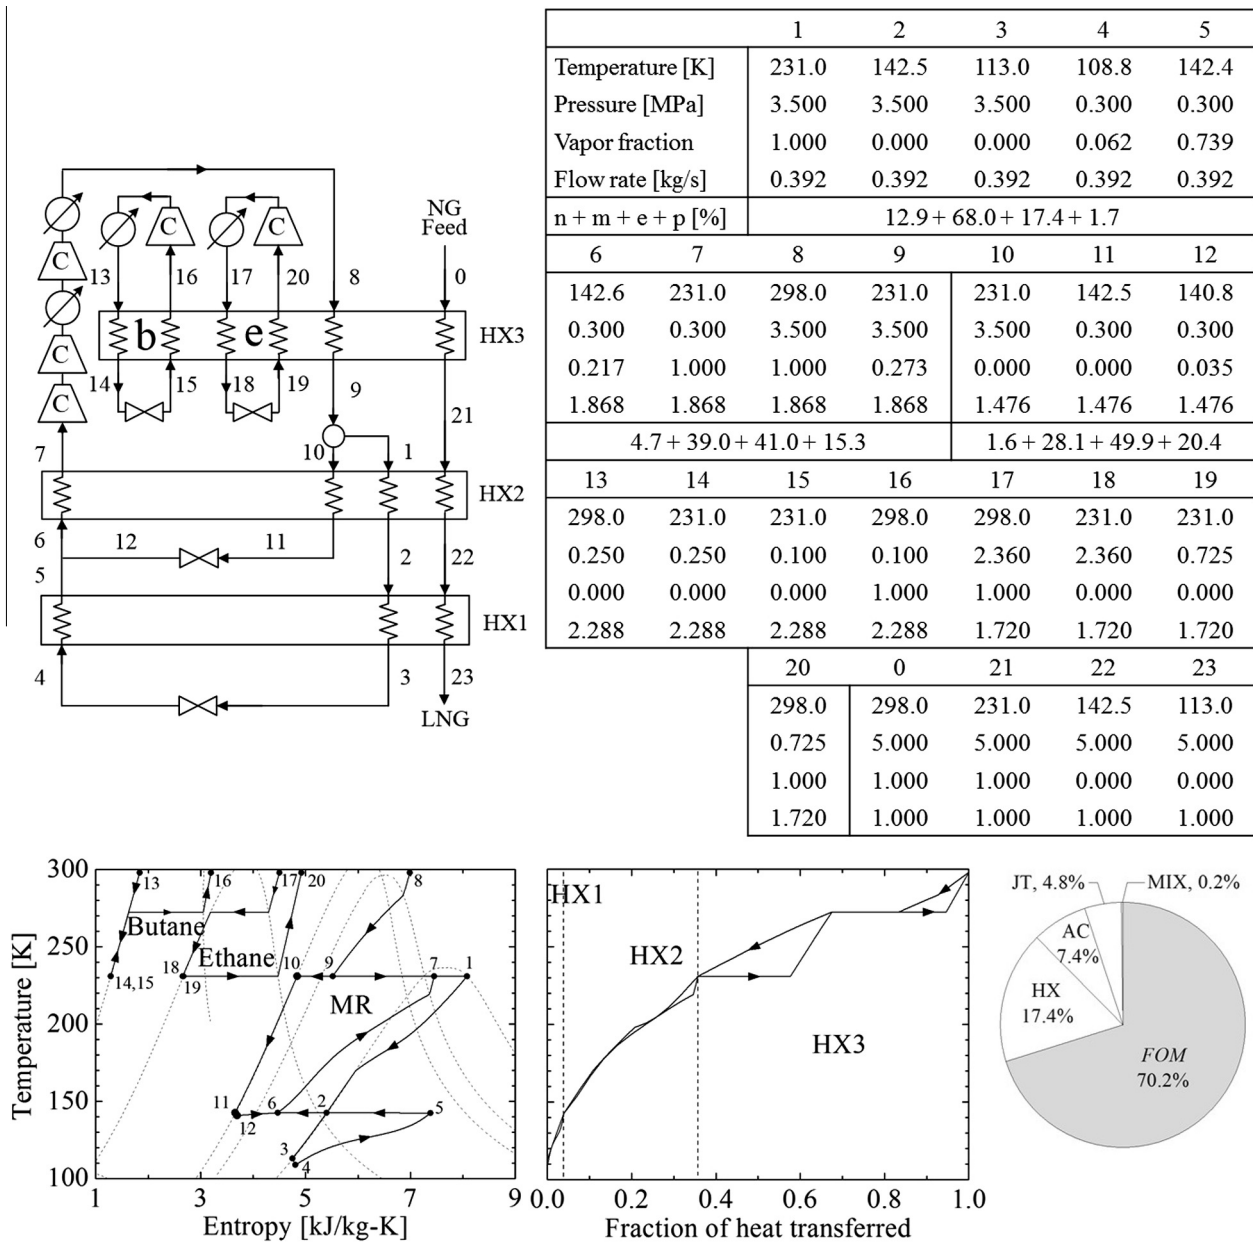 1 2 3 4 5
Temperature [K] 231.0 142.5 113.0 108.8 142.4
Pressure [MPa] 3.500 3.500 3.500 0.300 0.300
Vapor fraction 1.000 0.000 0.000 0.062 0.739
Flow rate [kg/s] 0.392 0.392 0.392 0.392 0.392
n + m + e + p [%] 12.9 + 68.0 + 17.4 + 1.7
6 7 8 9 10 11 12
142.6 231.0 298.0 231.0 231.0 142.5 140.8
0.300 0.300 3.500 3.500 3.500 0.300 0.300
0.217 1.000 1.000 0.273 0.000 0.000 0.035
1.868 1.868 1.868 1.868 1.476 1.476 1.476
4.7 + 39.0 + 41.0 + 15.3 1.6 + 28.1 + 49.9 + 20.4
13 14 15 16 17 18 19
298.0 231.0 231.0 298.0 298.0 231.0 231.0
0.250 0.250 0.100 0.100 2.360 2.360 0.725
0.000 0.000 0.000 1.000 1.000 0.000 0.000
2.288 2.288 2.288 2.288 1.720 1.720 1.720
20 0 21 22 23
298.0 298.0 231.0 142.5 113.0
0.725 5.000 5.000 5.000 5.000
1.000 1.000 1.000 0.000 0.000
1.720 1.000 1.000 1.000 1.000
NG
Feed
C C C
13 16 17 20 8 0
C
b e HX3
C
14 15 18 19 9
21
10 1
7
HX2
6 12 11
5 2 22
HX1
4 3 23
LNG
300
250
200
150
100
Temperature [K]
13 16 17 20 8
Butane
Ethane
14,15 18 19 10 9 7 1
MR
11 12 6 2 5
3 4
1 3 5 7 9
Entropy [kJ/kg-K]
HX1
HX2
HX3
0.0 0.2 0.4 0.6 0.8 1.0
Fraction of heat transferred
JT, 4.8% MIX, 0.2%
AC
7.4%
HX
17.4%
FOM
70.2%